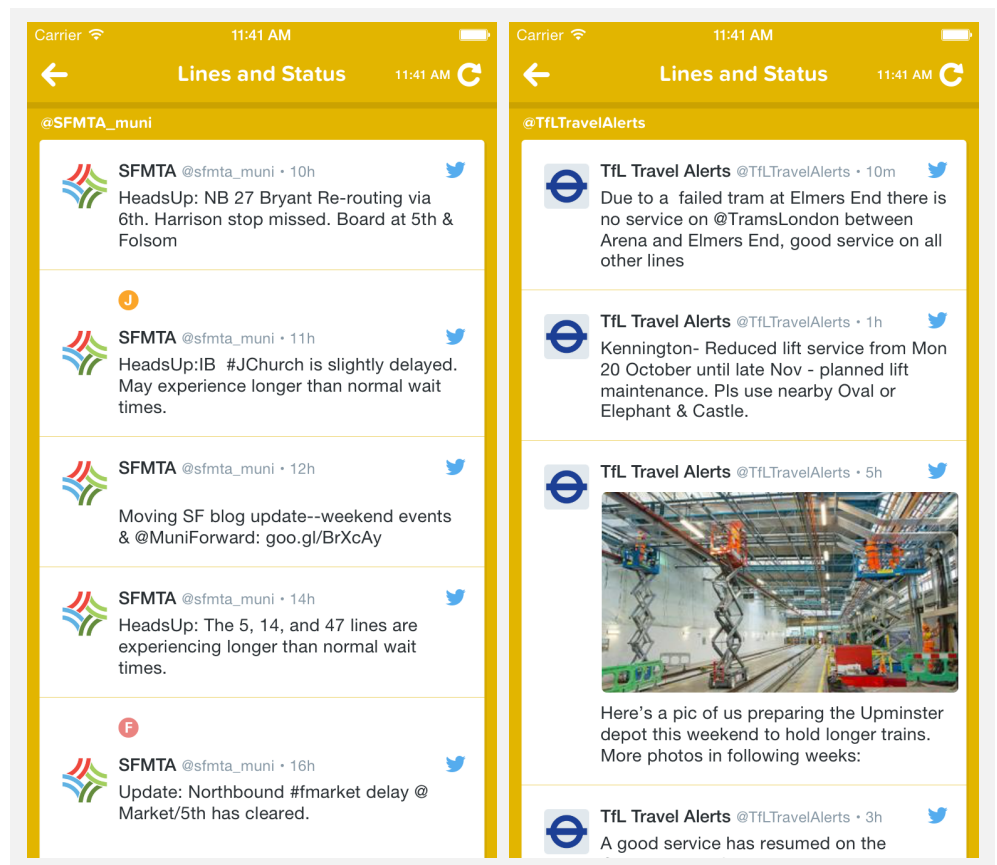 Carrier 11:41 AM
Lines and Status 11:41 AM
@SFMTA_muni
SFMTA @sfmta_muni • 10h
HeadsUp: NB 27 Bryant Re-routing via
6th. Harrison stop missed. Board at 5th &
Folsom
J
SFMTA @sfmta_muni • 11h
HeadsUp:IB  #JChurch is slightly delayed.
May experience longer than normal wait
times.
SFMTA @sfmta_muni • 12h
Moving SF blog update--weekend events
& @MuniForward: goo.gl/BrXcAy
SFMTA @sfmta_muni • 14h
HeadsUp: The 5, 14, and 47 lines are
experiencing longer than normal wait
times.
F
SFMTA @sfmta_muni • 16h
Update: Northbound #fmarket delay @
Market/5th has cleared.
Carrier 11:41 AM
Lines and Status 11:41 AM
@TfLTravelAlerts
TfL Travel Alerts @TfLTravelAlerts • 10m
Due to a  failed tram at Elmers End there is
no service on @TramsLondon between
Arena and Elmers End, good service on all
other lines
TfL Travel Alerts @TfLTravelAlerts • 1h
Kennington- Reduced lift service from Mon
20 October until late Nov - planned lift
maintenance. Pls use nearby Oval or
Elephant & Castle.
TfL Travel Alerts @TfLTravelAlerts • 5h
Here's a pic of us preparing the Upminster
depot this weekend to hold longer trains.
More photos in following weeks:
TfL Travel Alerts @TfLTravelAlerts • 3h
A good service has resumed on the